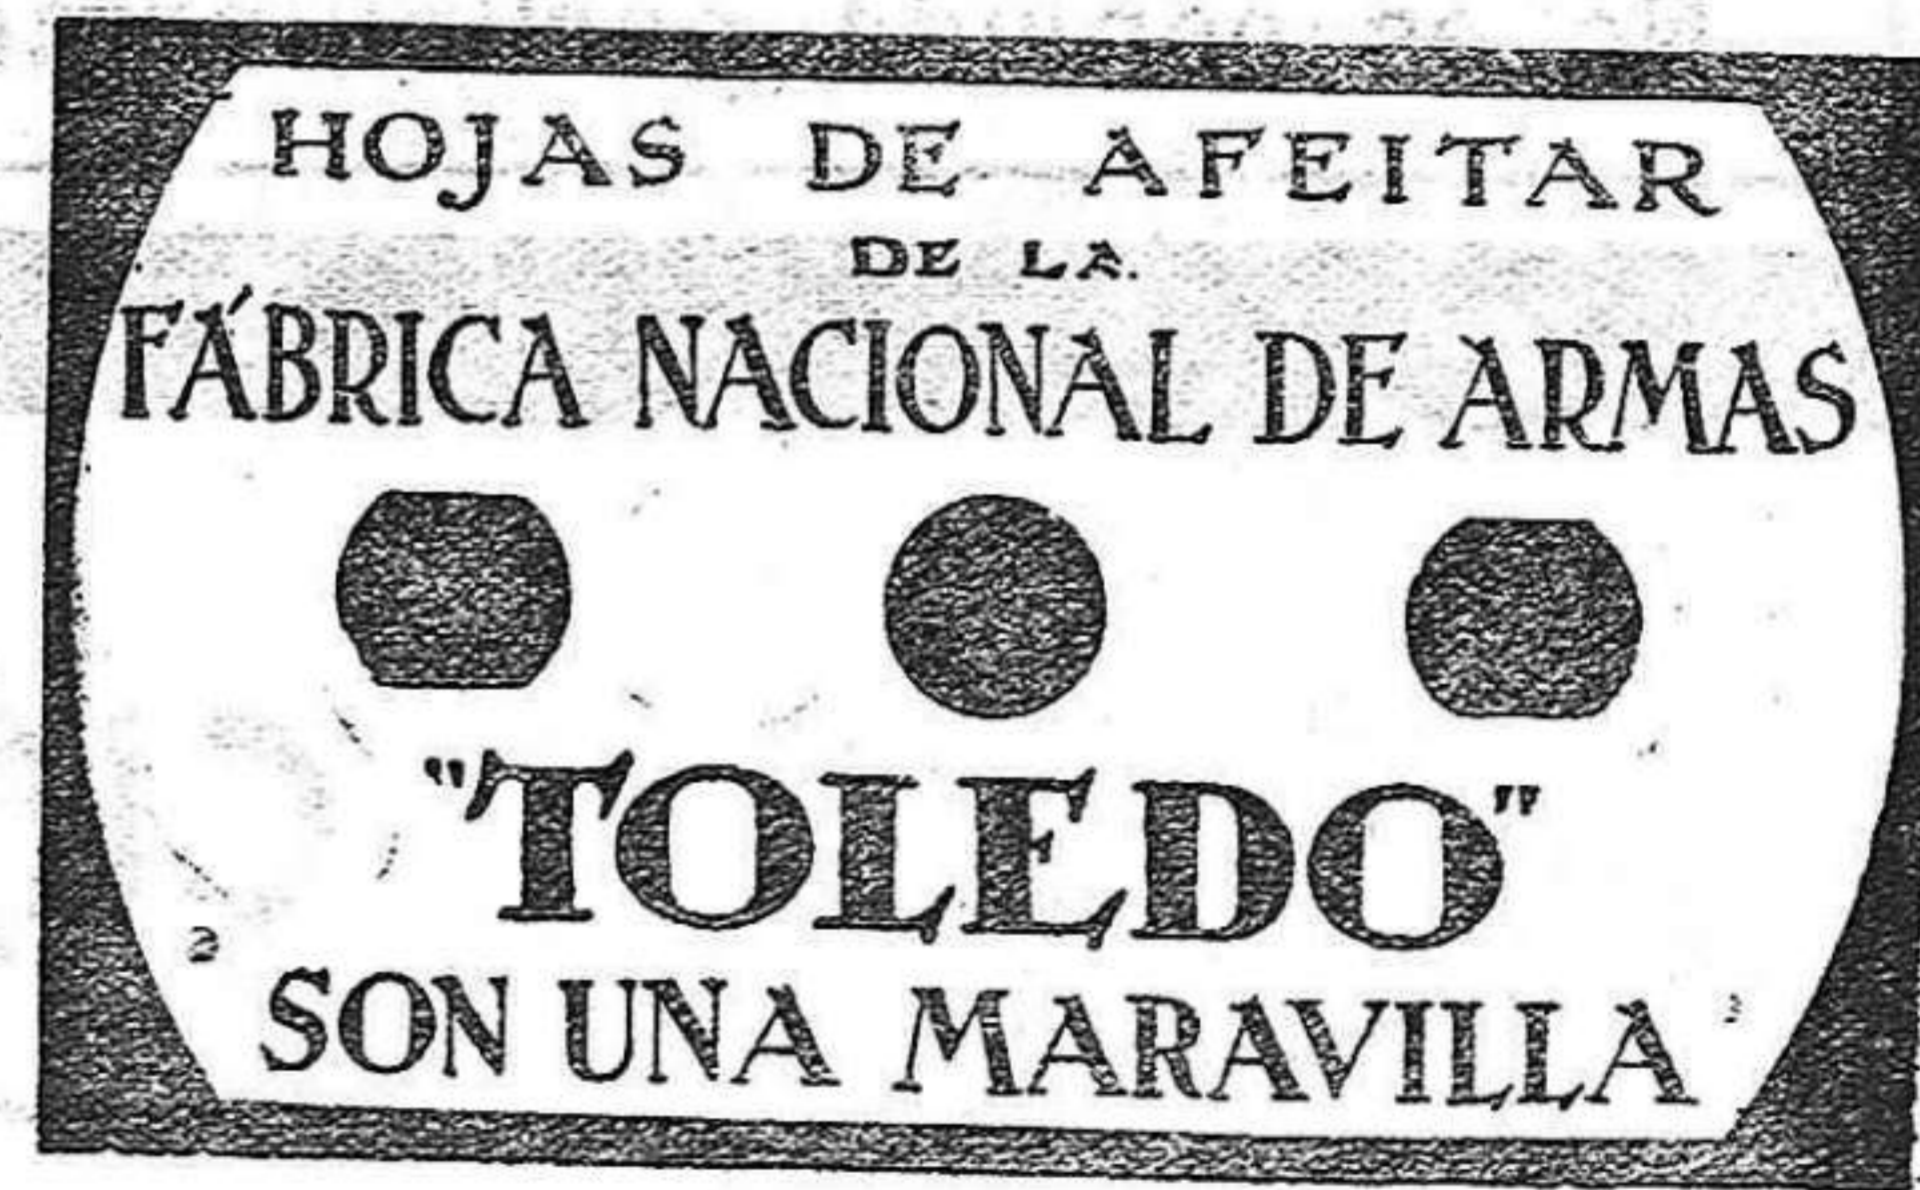 HOJAS DE AFEITAR
DE LA
FÁBRICA NACIONAL DE ARMAS
"TOLEDO"
SON UNA MARAVILLA